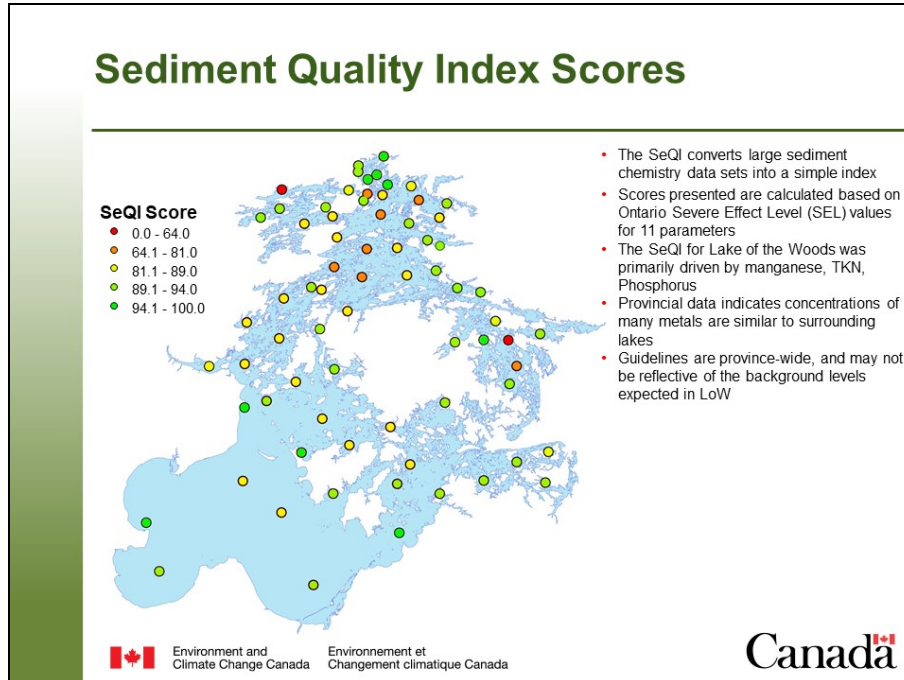 Sediment Quality Index Scores
SeQI Score
0.0 - 64.0
64.1 - 81.0
81.1 - 89.0
89.1 - 94.0
94.1 - 100.0
• The SeQI converts large sediment
chemistry data sets into a simple index
• Scores presented are calculated based on
Ontario Severe Effect Level (SEL) values
for 11 parameters
• The SeQI for Lake of the Woods was
primarily driven by manganese, TKN,
Phosphorus
• Provincial data indicates concentrations of
many metals are similar to surrounding
lakes
• Guidelines are province-wide, and may not
be reflective of the background levels
expected in LoW
Environment and
Climate Change Canada
Environnement et
Changement climatique Canada
Canada